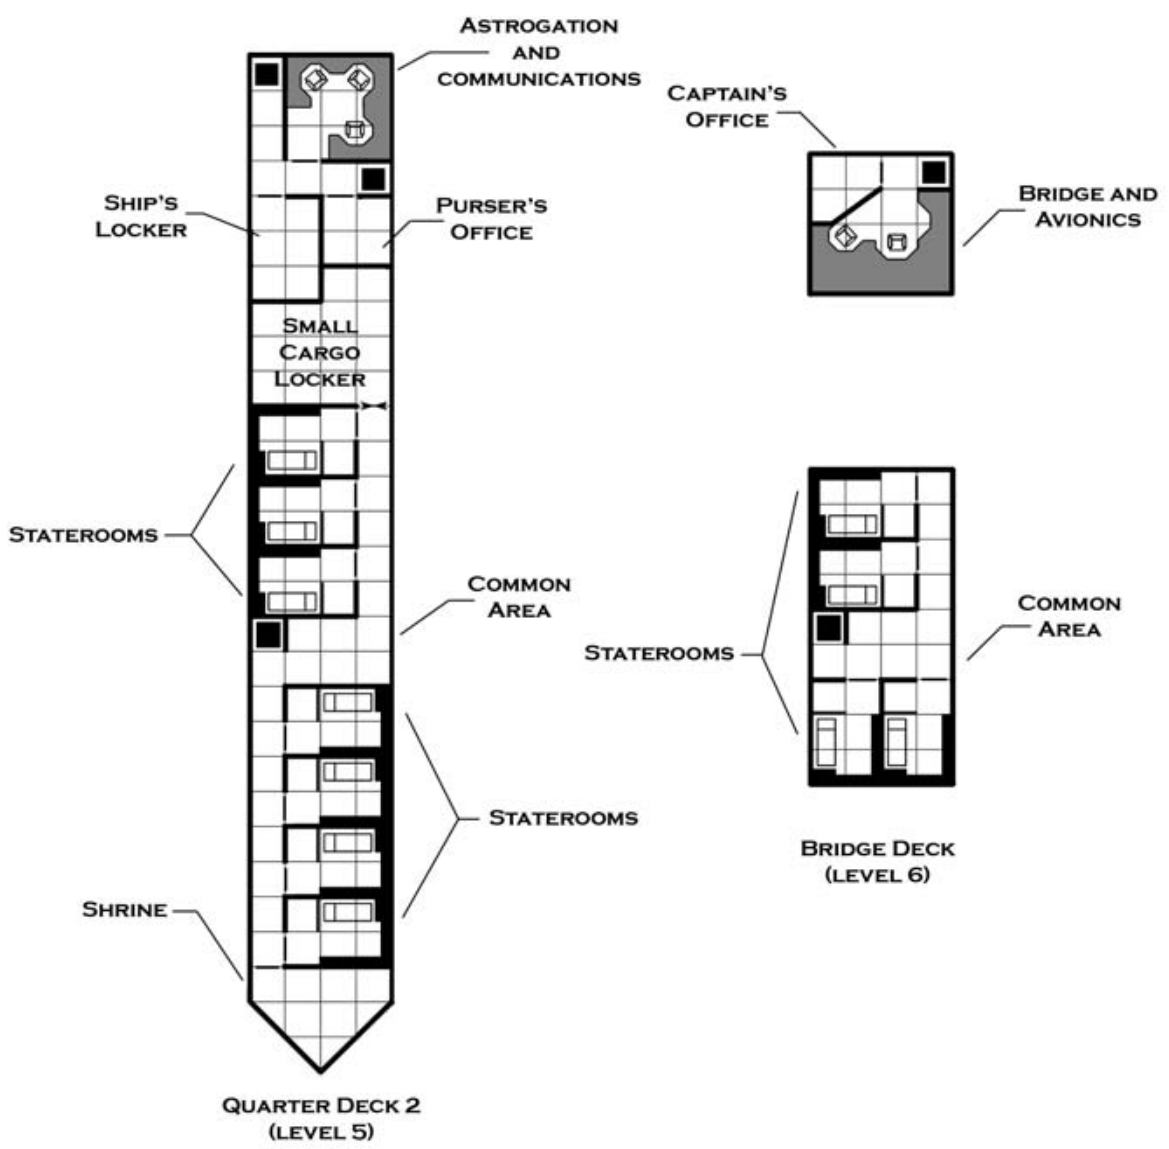 ASTROGATION
AND
COMMUNICATIONS
CAPTAIN'S
OFFICE
SHIP'S
LOCKER
PURSER'S
OFFICE
BRIDGE AND
AVIONICS
SMALL
CARGO
LOCKER
STATEROOMS
COMMON
AREA
COMMON
AREA
STATEROOMS
STATEROOMS
BRIDGE DECK
(LEVEL 6)
SHRINE
QUARTER DECK 2
(LEVEL 5)